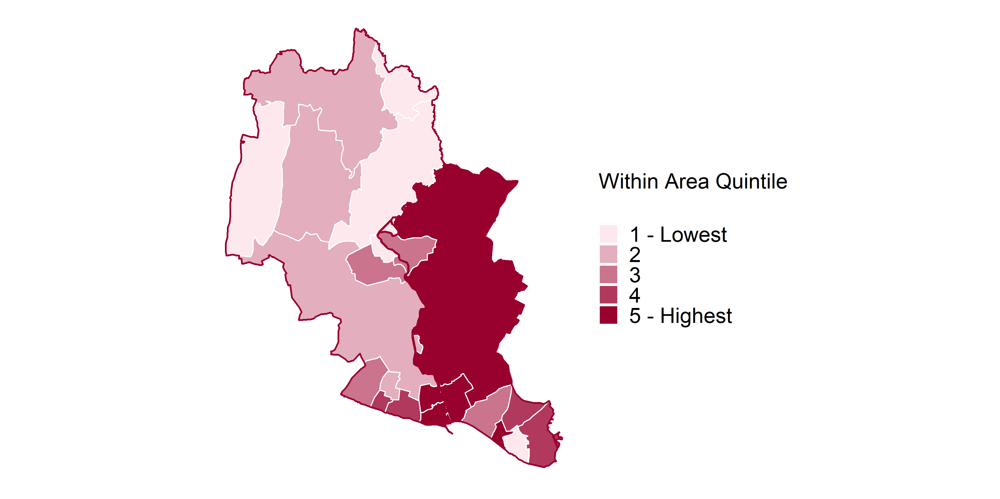 Within Area Quintile
1 - Lowest
2
3
4
5 - Highest